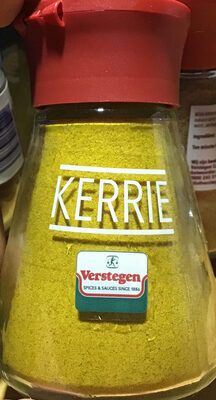 KERRIE
Verstegen
SPICES & SAUCES SINCE 1886